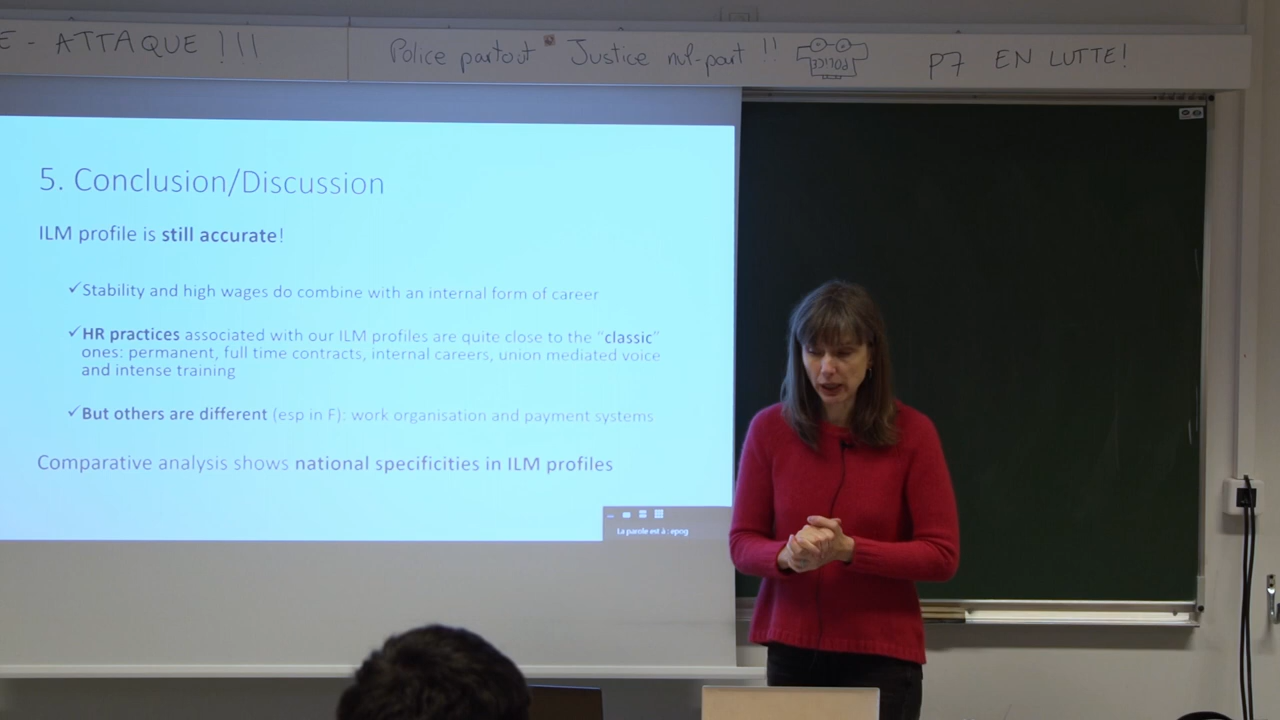 E - ATTAQUE !!!
Police partout Justice nul-part !! POLICE P7 EN LUTTE!
5. Conclusion/Discussion
ILM profile is still accurate!
✓Stability and high wages do combine with an internal form of career
✓HR practices associated with our ILM profiles are quite close to the “classic”
ones: permanent, full time contracts, internal careers, union mediated voice
and intense training
✓But others are different (esp in F): work organisation and payment systems
Comparative analysis shows national specificities in ILM profiles
La parole est à : epog